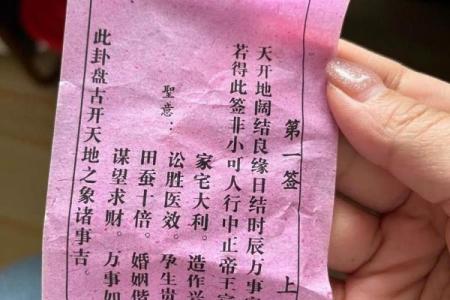 第一签 上
天开地阔结良缘日结时辰万事
若得此签非小可人行中正帝王
聖意：
家宅大利。造作
讼胜医效。孕生贵
田蚕十倍。婚姻偕
谋望求财。万事如
此卦盘古开天地之象诸事吉。